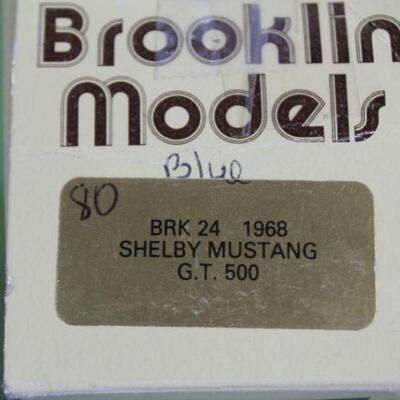 Brooklin
Models
Blue
80
BRK 24 1968
SHELBY MUSTANG
G.T. 500